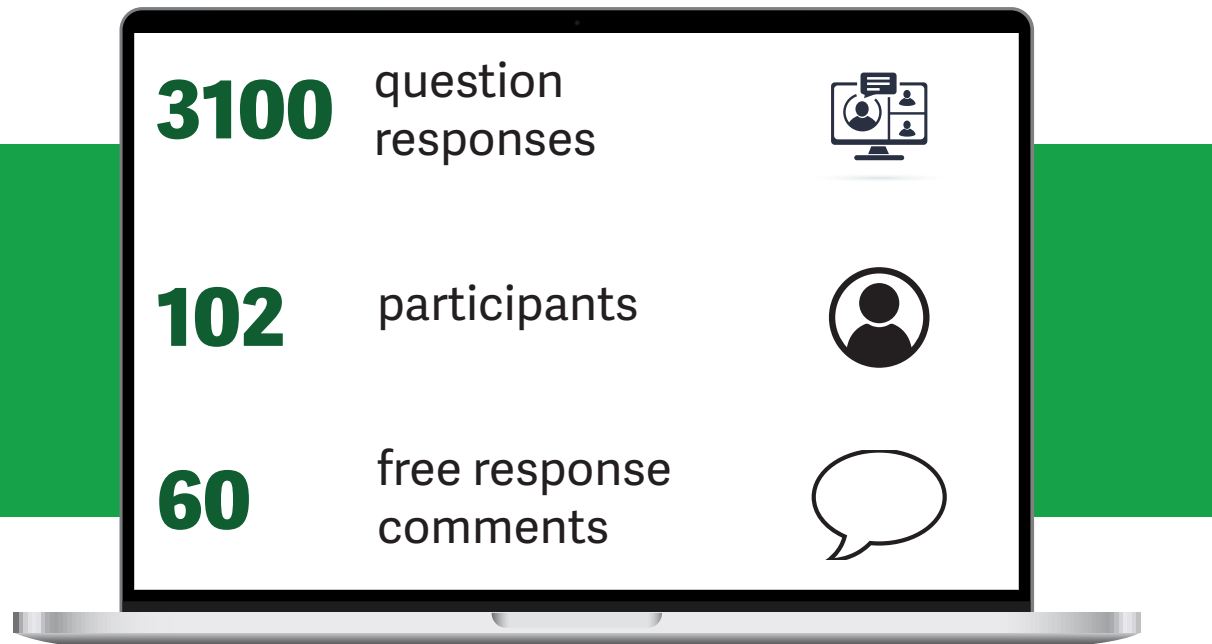 3100
question
responses
102
participants
60
free response
comments